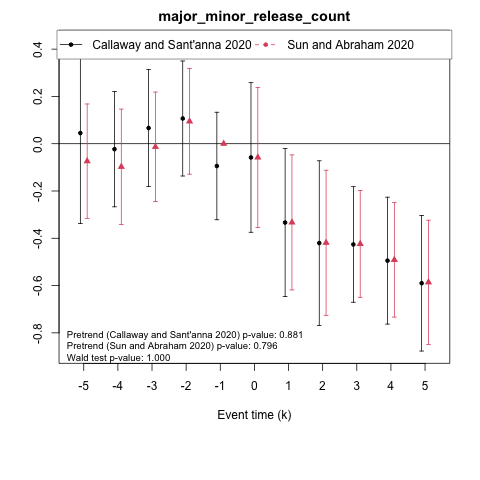 major_minor_release_count
Callaway and Sant'anna 2020 Sun and Abraham 2020
0.4
0.2
0.0
-0.2
-0.4
-0.6
-0.8
Pretrend (Callaway and Sant'anna 2020) p-value: 0.881
Pretrend (Sun and Abraham 2020) p-value: 0.796
Wald test p-value: 1.000
-5 -4 -3 -2 -1 0 1 2 3 4 5
Event time (k)